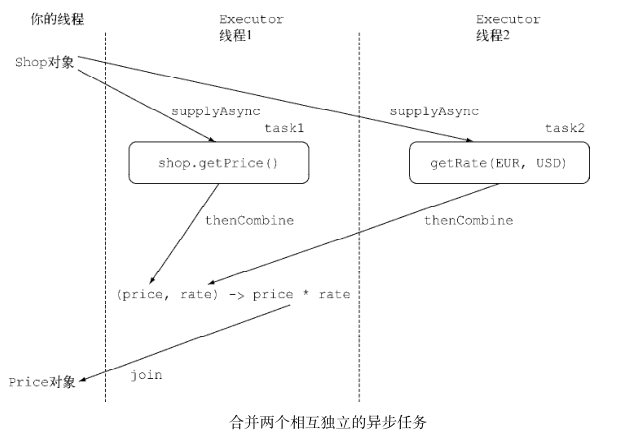 你的线程
Executor
线程1
Executor
线程2
Shop对象
supplyAsync
supplyAsync
task1
task2
shop.getPrice()
getRate(EUR, USD)
thenCombine
thenCombine
(price, rate) -> price * rate
Price对象
join
合并两个相互独立的异步任务